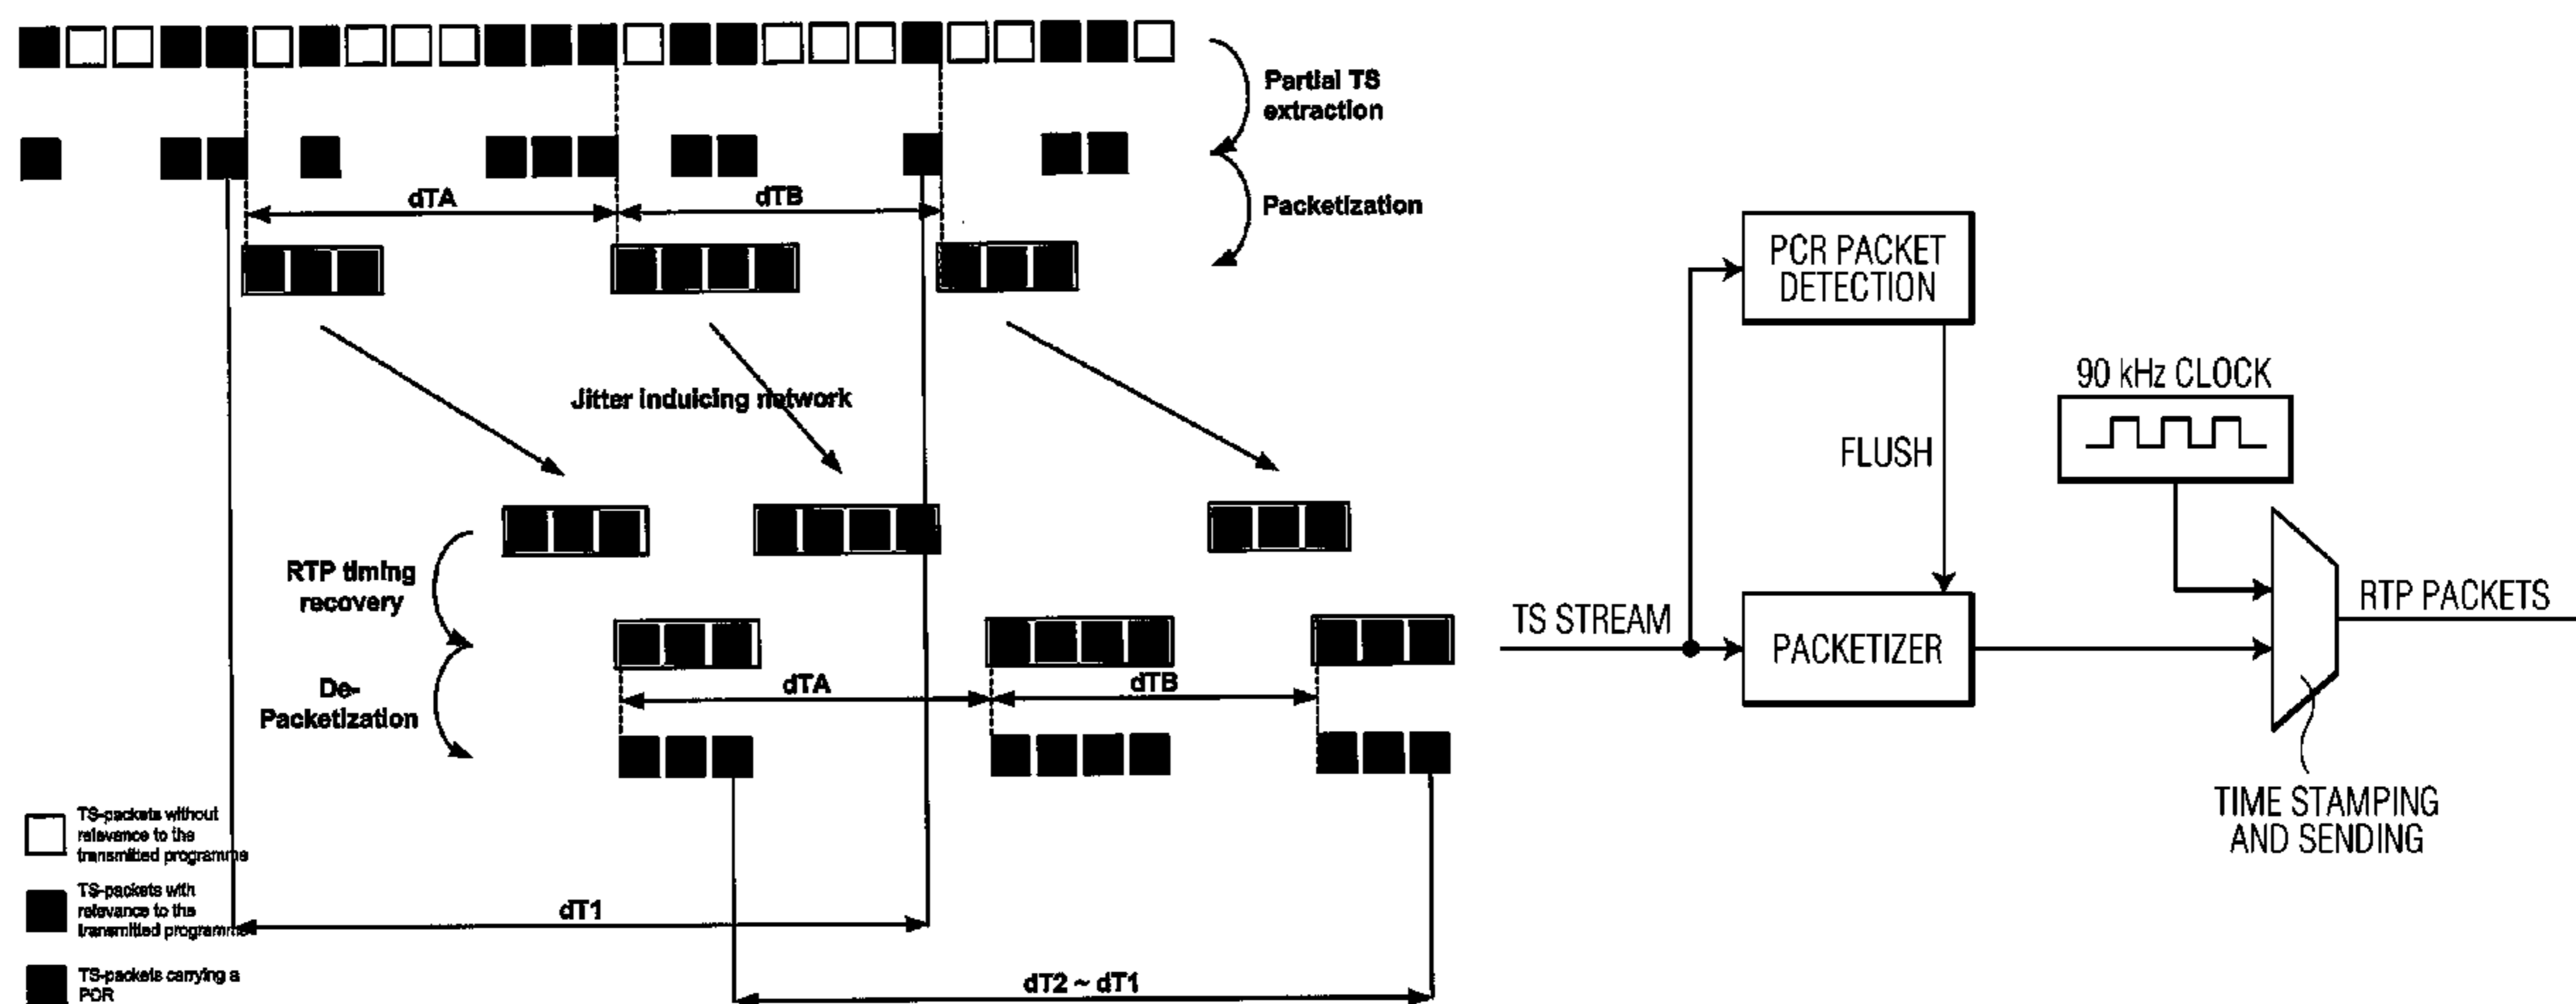 Partial TS
extraction
dTA
dTB
Packetization
Jitter induicing network
RTP timing
recovery
dTA
dTB
De-
Packetization
TS-packets without
relevance to the
transmitted programme
TS-packets with
relevance to the
transmitted programme
TS-packets carrying a
PCR
dT1
dT2 ~ dT1
PCR PACKET
DETECTION
90 kHz CLOCK
FLUSH
TS STREAM
PACKETIZER
RTP PACKETS
TIME STAMPING
AND SENDING